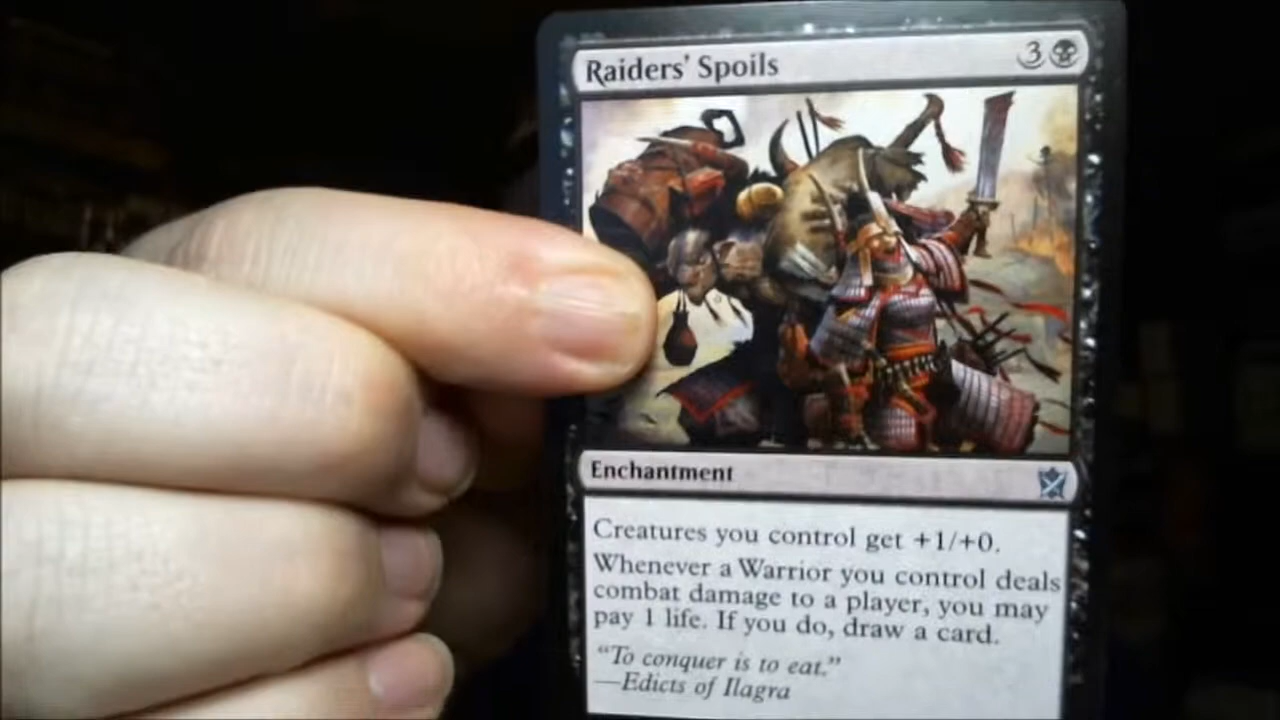 Raiders' Spoils 3
Enchantment
Creatures you control get +1/+0.
Whenever a Warrior you control deals
combat damage to a player, you may
pay 1 life. If you do, draw a card.
"To conquer is to eat."
—Edicts of Ilagra